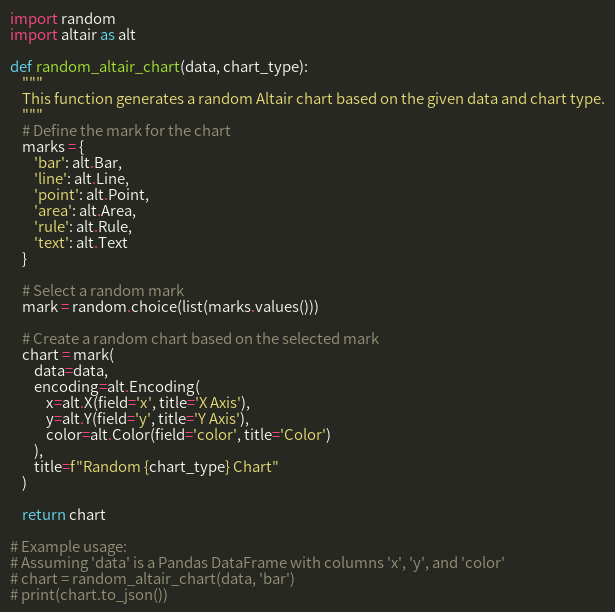 import random
import altair as alt

def random_altair_chart(data, chart_type):
    """
    This function generates a random Altair chart based on the given data and chart type.
    """
    # Define the mark for the chart
    marks = {
        'bar': alt.Bar,
        'line': alt.Line,
        'point': alt.Point,
        'area': alt.Area,
        'rule': alt.Rule,
        'text': alt.Text
    }

    # Select a random mark
    mark = random.choice(list(marks.values()))

    # Create a random chart based on the selected mark
    chart = mark(
        data=data,
        encoding=alt.Encoding(
            x=alt.X(field='x', title='X Axis'),
            y=alt.Y(field='y', title='Y Axis'),
            color=alt.Color(field='color', title='Color')
        ),
        title=f"Random {chart_type} Chart"
    )

    return chart

# Example usage:
# Assuming 'data' is a Pandas DataFrame with columns 'x', 'y', and 'color'
# chart = random_altair_chart(data, 'bar')
# print(chart.to_json())